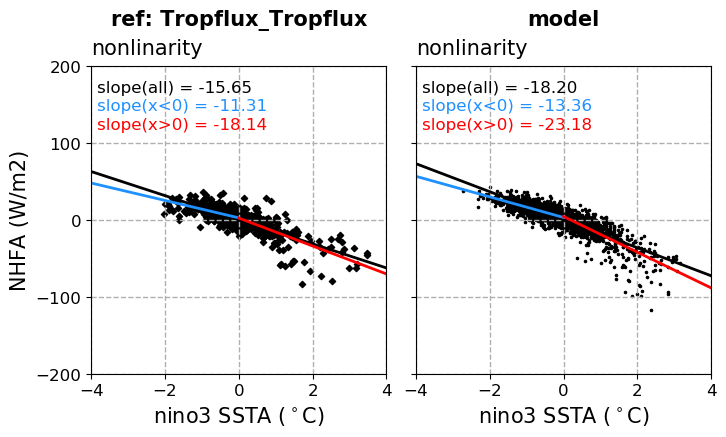 ref: Tropflux_Tropflux
nonlinarity
slope(all) = -15.65
slope(x<0) = -11.31
slope(x>0) = -18.14
200
100
0
−100
−200
NHFA (W/m2)
−4 −2 0 2 4
nino3 SSTA (°C)
model
nonlinarity
slope(all) = -18.20
slope(x<0) = -13.36
slope(x>0) = -23.18
−4 −2 0 2 4
nino3 SSTA (°C)